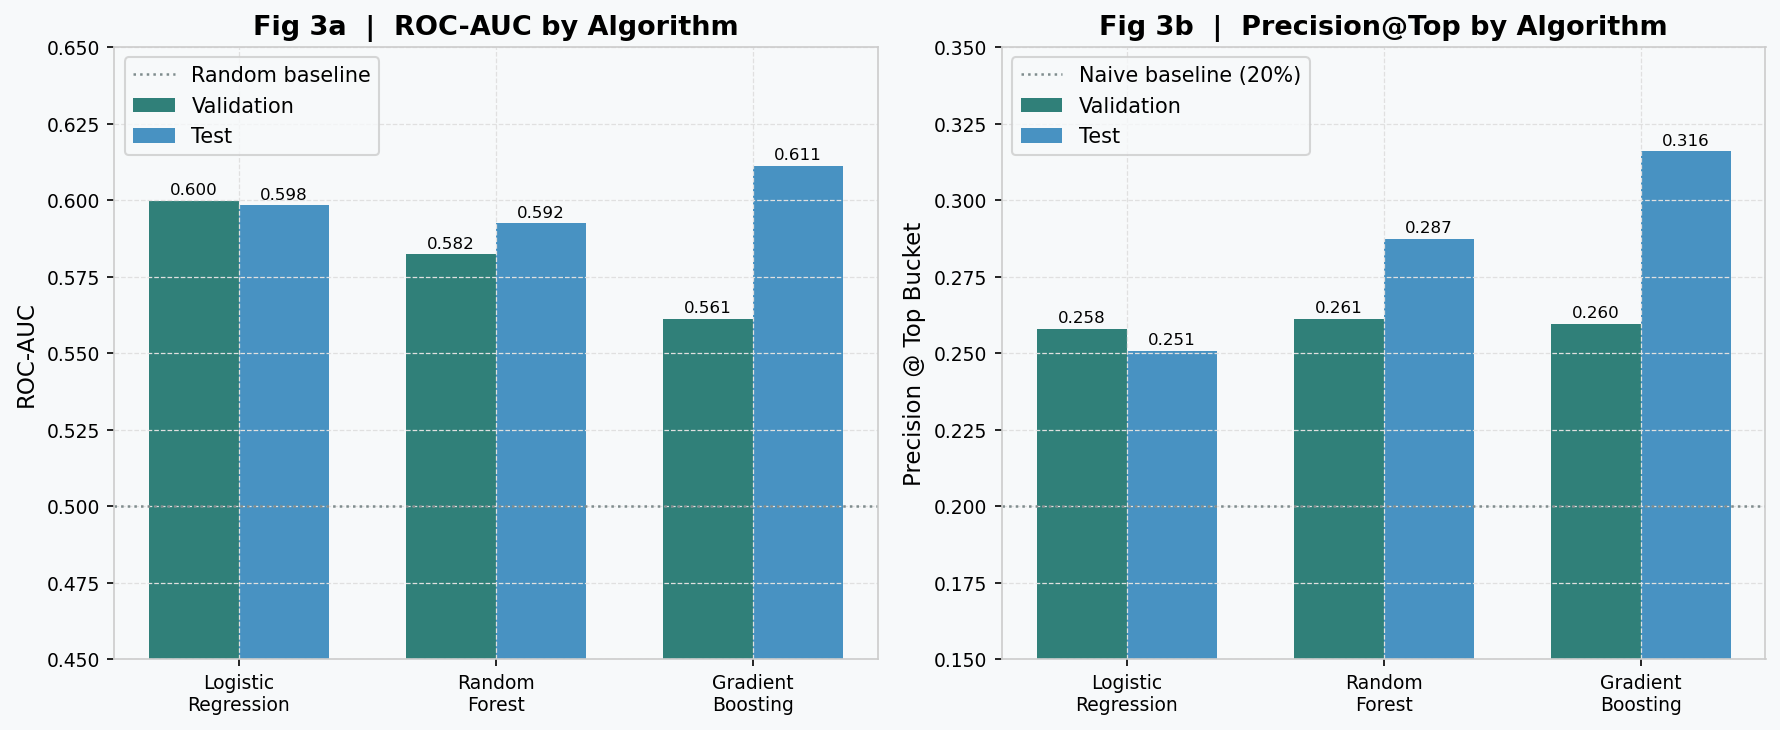 Fig 3a  |  ROC-AUC by Algorithm
0.650
0.625
0.600
0.575
0.550
0.525
0.500
0.475
0.450
ROC-AUC
Random baseline
Validation
Test
0.600
0.598
0.582
0.592
0.561
0.611
Logistic
Regression
Random
Forest
Gradient
Boosting
Fig 3b  |  Precision@Top by Algorithm
0.350
0.325
0.300
0.275
0.250
0.225
0.200
0.175
0.150
Precision @ Top Bucket
Naive baseline (20%)
Validation
Test
0.258
0.251
0.261
0.287
0.260
0.316
Logistic
Regression
Random
Forest
Gradient
Boosting